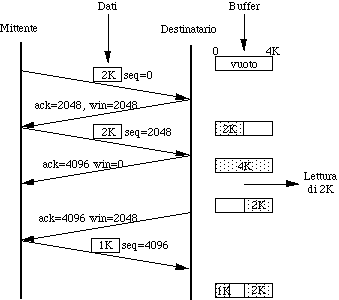 Dati
Buffer
Mittente
Destinatario
0 4K
vuoto
2K seq=0
ack=2048, win=2048
2K seq=2048
2K
ack=4096 win=0
4K
Lettura
di 2K
2K
ack=4096 win=2048
1K seq=4096
1K 2K